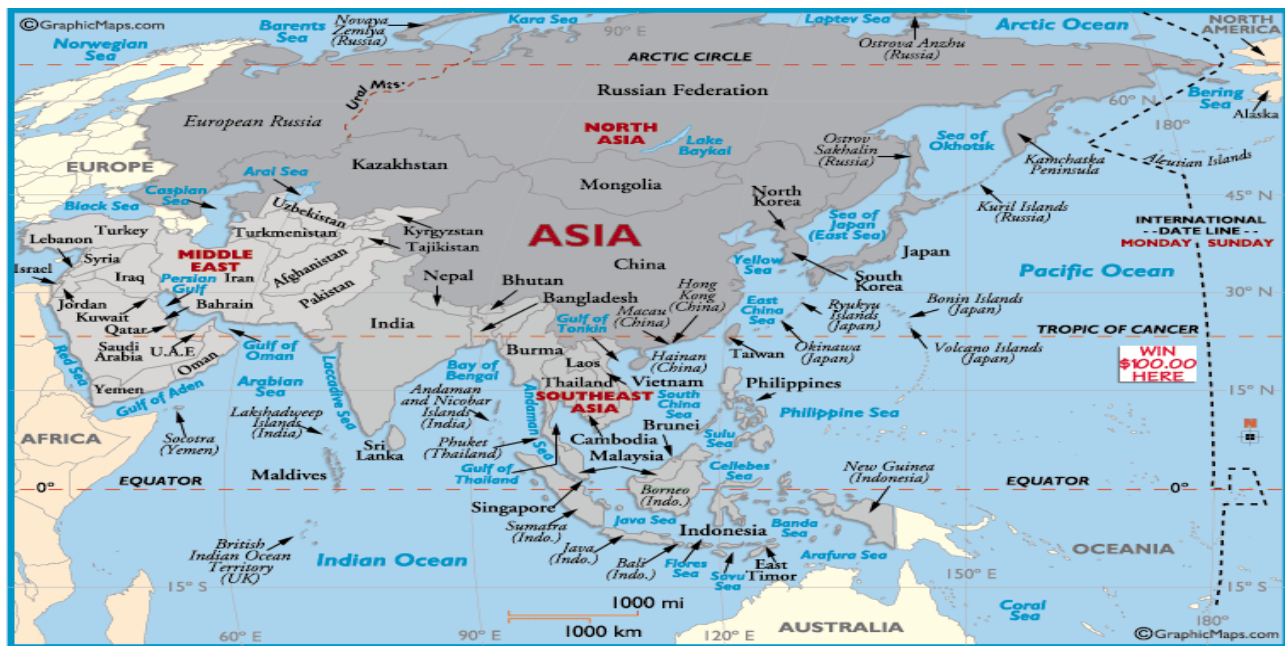 ©GraphicMaps.com
Norwegian
Sea
Barents
Sea
Novaya
Zemlya
(Russia)
Kara Sea
90° E
Laptev Sea
Ostrova Anzhu
(Russia)
Arctic Ocean
NORTH
AMERICA
ARCTIC CIRCLE
Ural Mts.
Russian Federation
European Russia
NORTH
ASIA
Lake
Baykal
Ostrov
Sakhalin
(Russia)
Sea of
Okhotsk
Kamchatka
Peninsula
60° N
180°
Bering
Sea
Alaska
Aleutian Islands
EUROPE
Kazakhstan
Aral Sea
Caspian
Sea
Black Sea
Mongolia
North
Korea
45° N
Kuril Islands
(Russia)
Uzbekistan
Turkmenistan
Kyrgyzstan
Tajikistan
ASIA
Sea of
Japan
(East Sea)
Japan
INTERNATIONAL
--DATE LINE--
MONDAY SUNDAY
Lebanon
Turkey
Syria
Israel
Iraq
MIDDLE
EAST
Iran
Persian
Gulf
Afghanistan
Pakistan
Nepal
China
Yellow
Sea
South
Korea
Pacific Ocean
Jordan
Kuwait
Bahrain
Qatar
Bhutan
Bangladesh
Hong
Kong
(China)
Macau
(China)
East
China
Sea
Ryukyu
Islands
(Japan)
Bonin Islands
(Japan)
30° N
India
Gulf of
Tonkin
Saudi
Arabia
U.A.E
Oman
Gulf of
Oman
Burma
Laos
Hainan
(China)
Taiwan
Okinawa
(Japan)
Volcano Islands
(Japan)
TROPIC OF CANCER
WIN
$100.00
HERE
Red Sea
Yemen
Gulf of Aden
Arabian
Sea
Laccadive Sea
Bay of
Bengal
Andaman
and Nicobar
Islands
(India)
Andaman Sea
Thailand
Vietnam
SOUTHEAST
ASIA
South
China
Sea
Philippines
15° N
Philippine Sea
Lakshadweep
Islands
(India)
AFRICA
Socotra
(Yemen)
Sri
Lanka
Phuket
(Thailand)
Cambodia
Brunei
Sulu
Sea
N
Maldives
Gulf of
Thailand
Malaysia
Celebes
Sea
New Guinea
(Indonesia)
0°
EQUATOR
Singapore
Borneo
(Indo.)
EQUATOR
0°
Sumatra
(Indo.)
Java Sea
Indonesia
Banda
Sea
British
Indian Ocean
Territory
(UK)
Indian Ocean
Java
(Indo.)
Bali
(Indo.)
Flores
Sea
Savu
Sea
East
Timor
Arafura Sea
OCEANIA
15° S
150° E
15° S
1000 mi
1000 km
60° E
90° E
120° E
AUSTRALIA
Coral
Sea
180°
©GraphicMaps.com